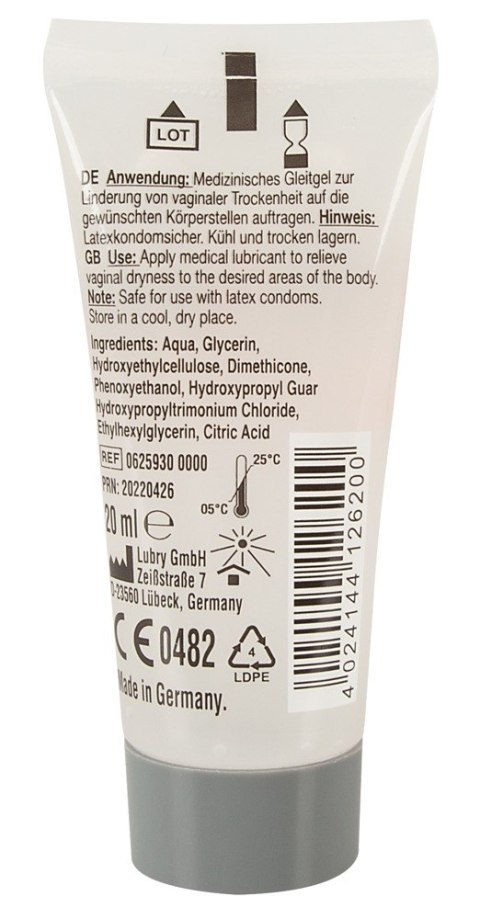 LOT
DE Anwendung: Medizinisches Gleitgel zur
Linderung von vaginaler Trockenheit auf die
gewünschten Körperstellen auftragen. Hinweis:
Latexkondomsicher. Kühl und trocken lagern.
GB Use: Apply medical lubricant to relieve
vaginal dryness to the desired areas of the body.
Note: Safe for use with latex condoms.
Store in a cool, dry place.
Ingredients: Aqua, Glycerin,
Hydroxyethylcellulose, Dimethicone,
Phenoxyethanol, Hydroxypropyl Guar
Hydroxypropyltrimonium Chloride,
Ethylhexylglycerin, Citric Acid
REF 0625930 0000
PRN: 20220426
25°C
05°C
20 ml ℮
Lubry GmbH
Zeißstraße 7
D-23560 Lübeck, Germany
CE 0482
4
LDPE
Made in Germany.
4 024144 126200